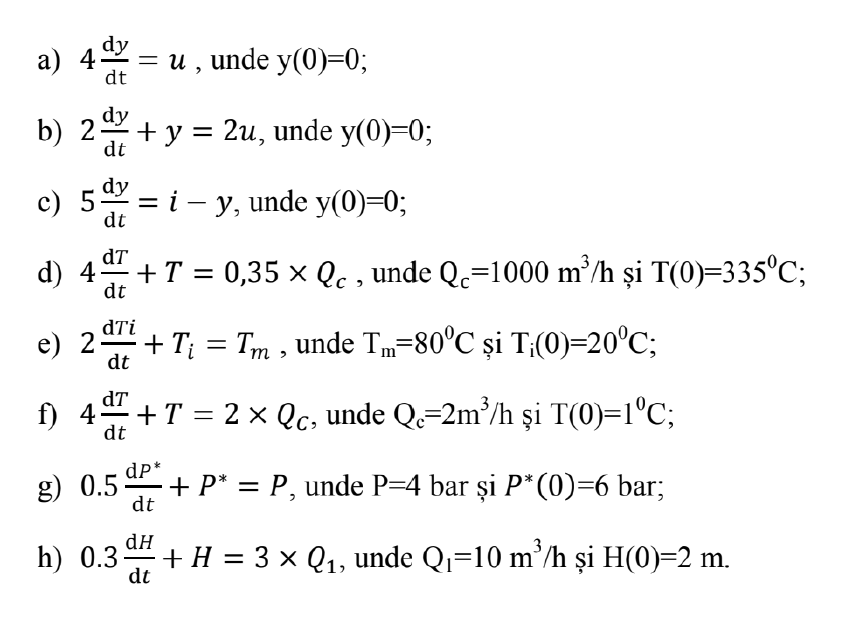 a) 4 dy/dt = u , unde y(0)=0;
b) 2 dy/dt + y = 2u, unde y(0)=0;
c) 5 dy/dt = i − y, unde y(0)=0;
d) 4 dT/dt + T = 0,35 × Q_c , unde Q_c=1000 m³/h și T(0)=335⁰C;
e) 2 dTi/dt + T_i = T_m , unde T_m=80⁰C și T_i(0)=20⁰C;
f) 4 dT/dt + T = 2 × Q_C, unde Q_c=2m³/h și T(0)=1⁰C;
g) 0.5 dP*/dt + P* = P, unde P=4 bar și P*(0)=6 bar;
h) 0.3 dH/dt + H = 3 × Q₁, unde Q₁=10 m³/h și H(0)=2 m.